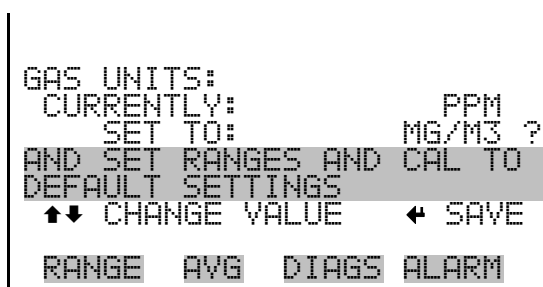 GAS UNITS:
CURRENTLY: PPM
SET TO: MG/M3 ?
AND SET RANGES AND CAL TO
DEFAULT SETTINGS
⬆⬇ CHANGE VALUE ↵ SAVE
RANGE AVG DIAGS ALARM